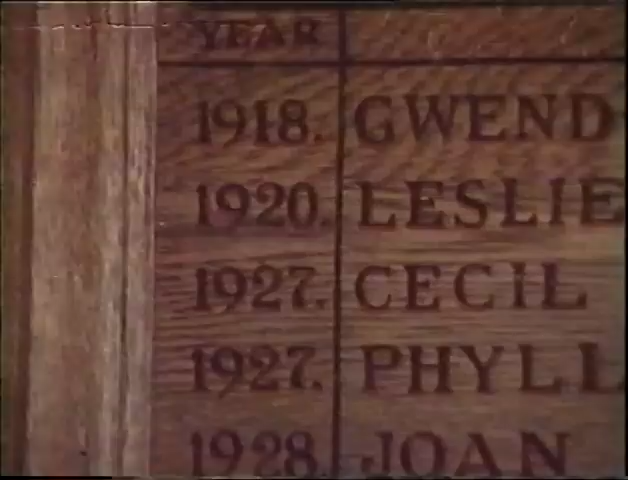 YEAR
1918. GWEND
1920. LESLIE
1927. CECIL
1927. PHYLL
1928. JOAN